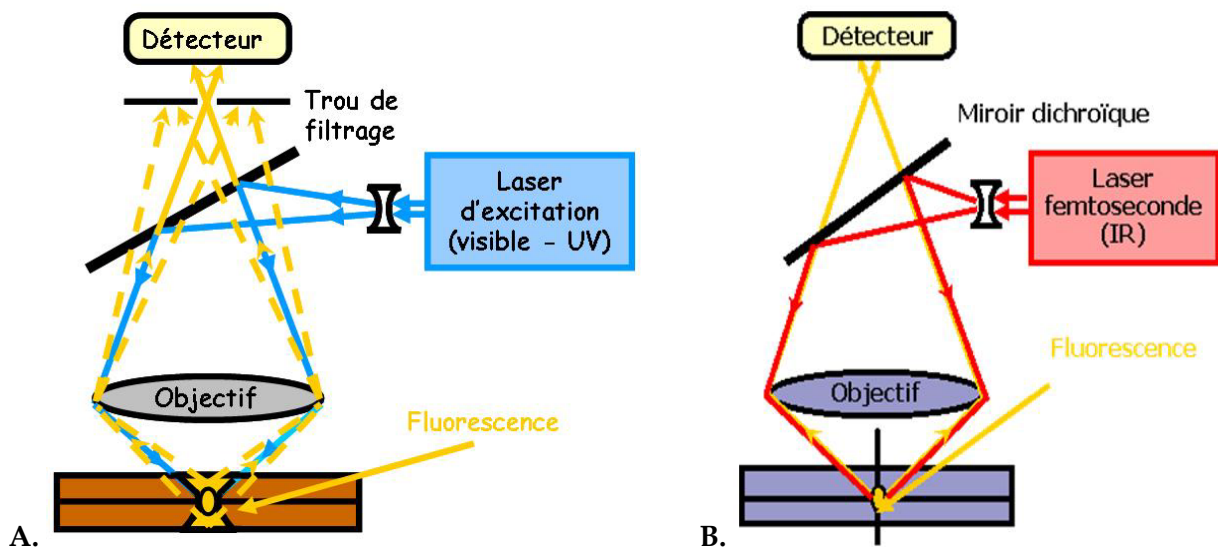 Détecteur
Trou de
filtrage
Laser
d'excitation
(visible - UV)
Objectif
Fluorescence
A.
Détecteur
Miroir dichroïque
Laser
femtoseconde
(IR)
Fluorescence
Objectif
B.